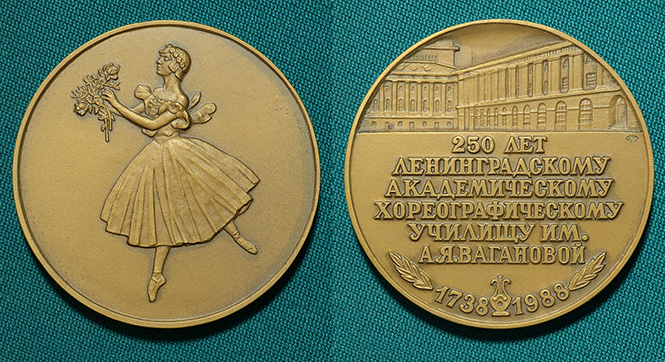 250 ЛЕТ
ЛЕНИНГРАДСКОМУ
АКАДЕМИЧЕСКОМУ
ХОРЕОГРАФИЧЕСКОМУ
УЧИЛИЩУ ИМ.
А.Я.ВАГАНОВОЙ
1738 1988